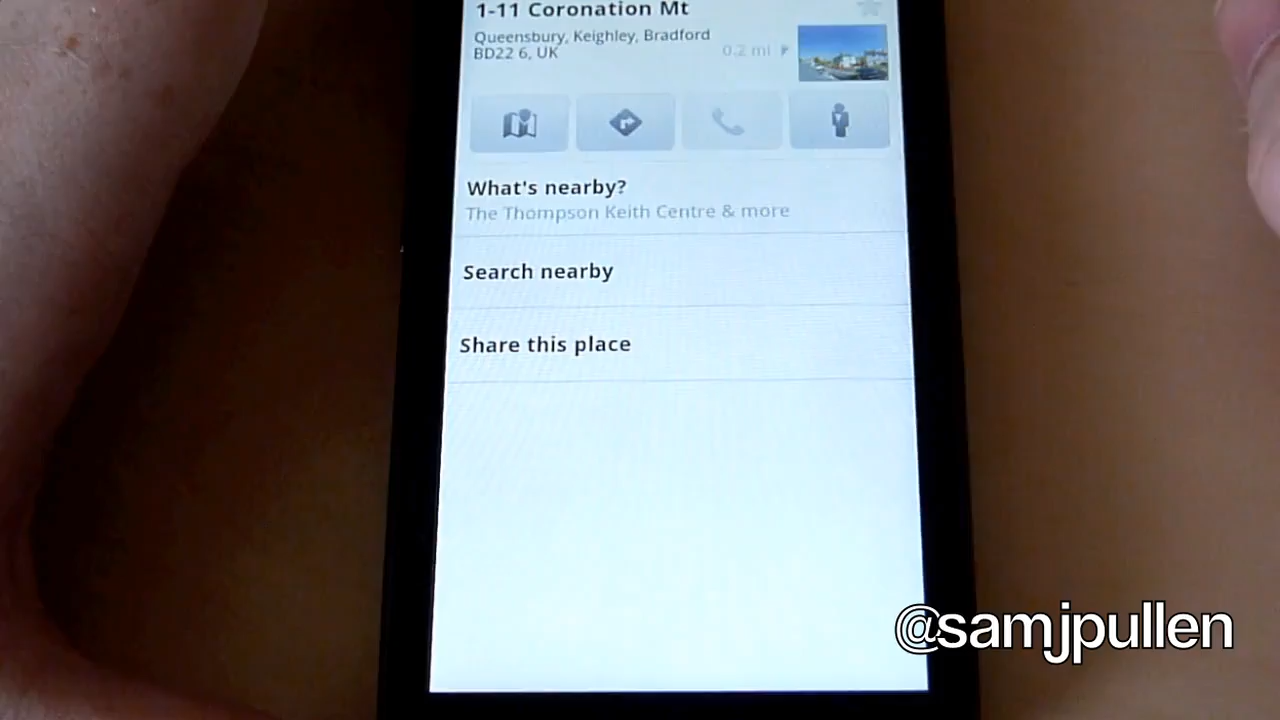 1-11 Coronation Mt
Queensbury, Keighley, Bradford
BD22 6, UK
0.2 mi
What's nearby?
The Thompson Keith Centre & more
Search nearby
Share this place
@samjpullen